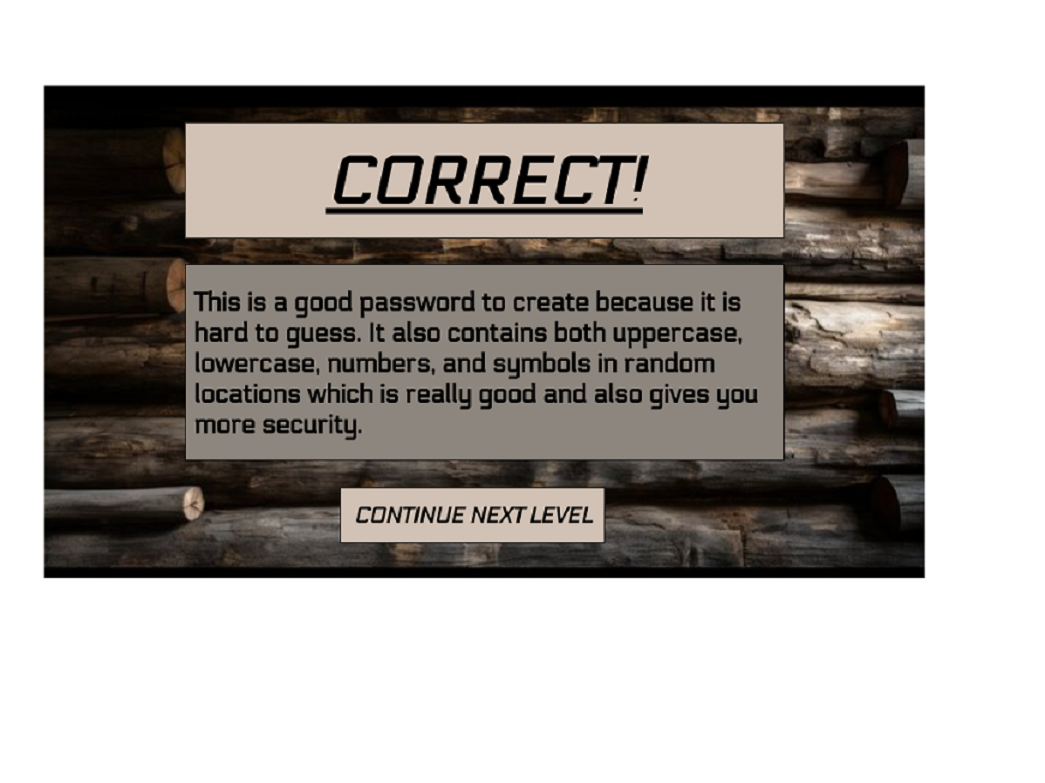 CORRECT!
This is a good password to create because it is
hard to guess. It also contains both uppercase,
lowercase, numbers, and symbols in random
locations which is really good and also gives you
more security.
CONTINUE NEXT LEVEL